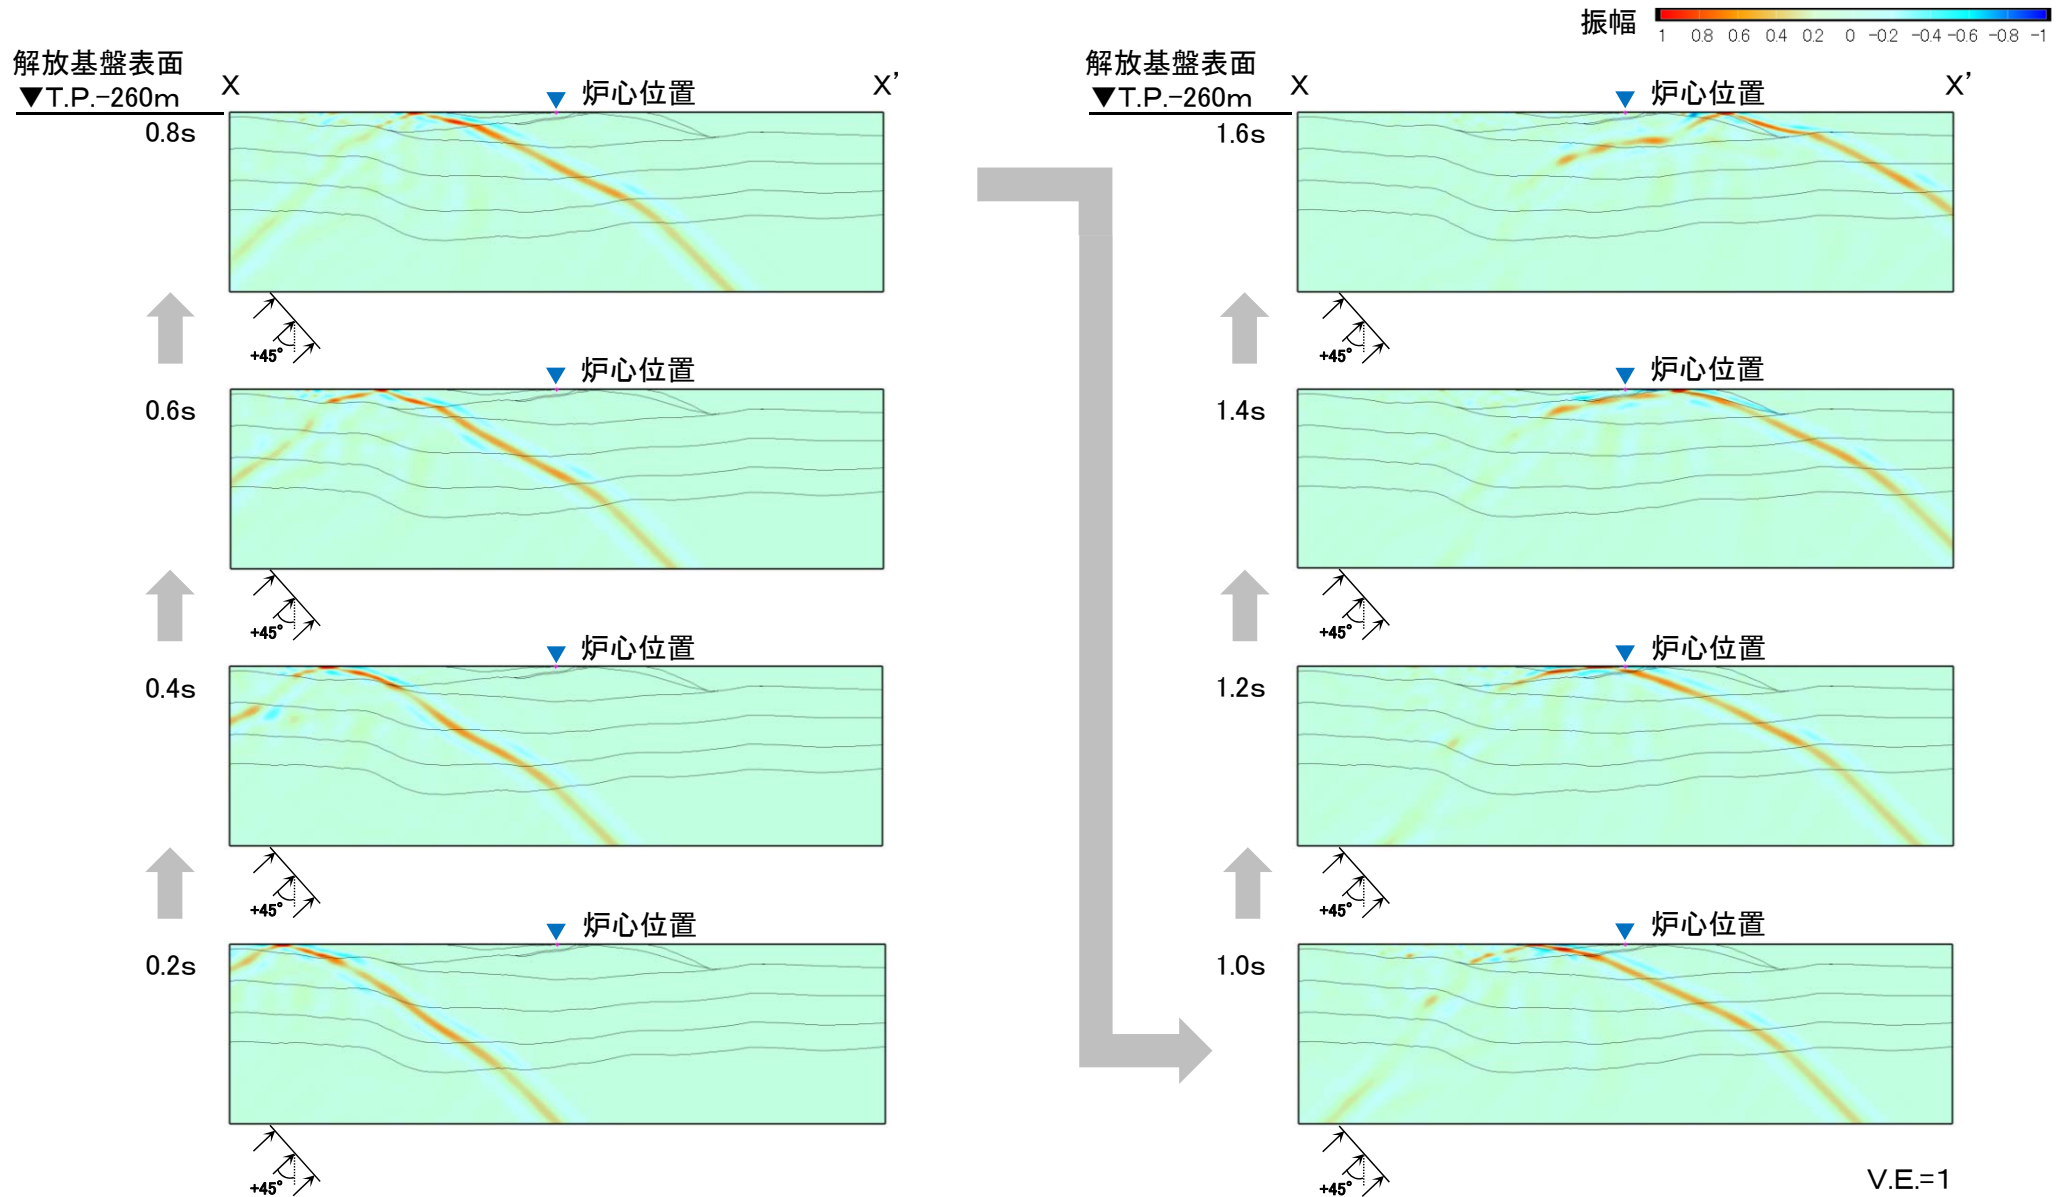 振幅
1 0.8 0.6 0.4 0.2 0 -0.2 -0.4 -0.6 -0.8 -1
解放基盤表面
▼T.P.-260m
X
X'
炉心位置
0.8s
+45°
炉心位置
0.6s
+45°
炉心位置
0.4s
+45°
炉心位置
0.2s
+45°
解放基盤表面
▼T.P.-260m
X
X'
炉心位置
1.6s
+45°
炉心位置
1.4s
+45°
炉心位置
1.2s
+45°
炉心位置
1.0s
+45°
V.E.=1